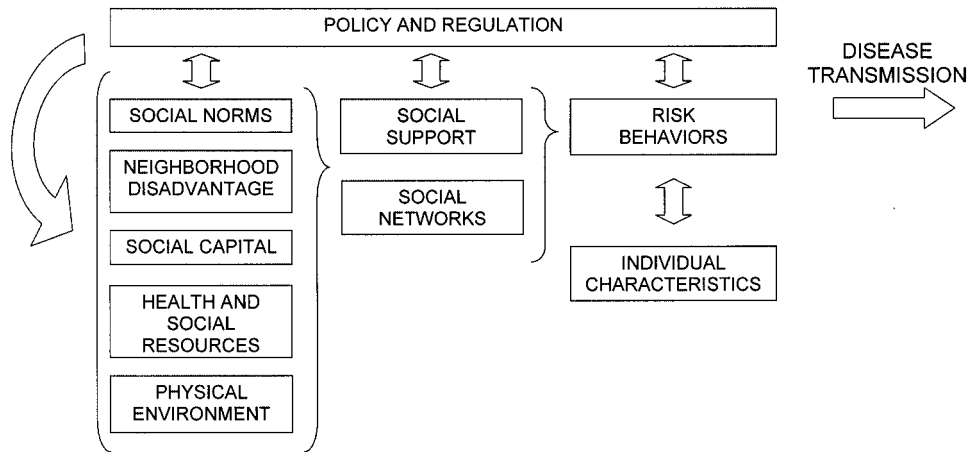 POLICY AND REGULATION
DISEASE
TRANSMISSION
SOCIAL NORMS
NEIGHBORHOOD
DISADVANTAGE
SOCIAL CAPITAL
HEALTH AND
SOCIAL
RESOURCES
PHYSICAL
ENVIRONMENT
SOCIAL
SUPPORT
SOCIAL
NETWORKS
RISK
BEHAVIORS
INDIVIDUAL
CHARACTERISTICS